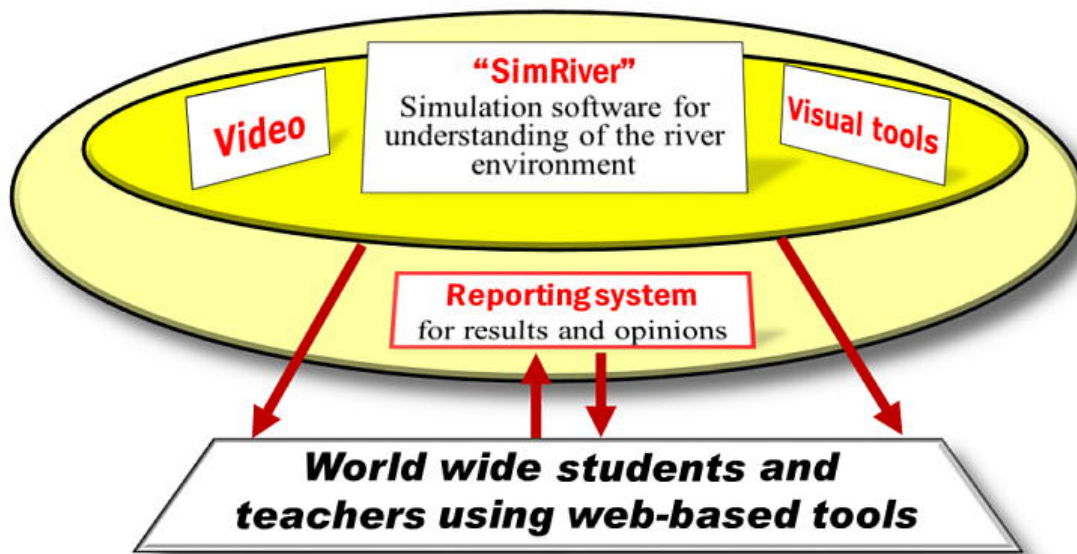 “SimRiver”
Simulation software for
understanding of the river
environment
Video
Visual tools
Reporting system
for results and opinions
World wide students and
teachers using web-based tools